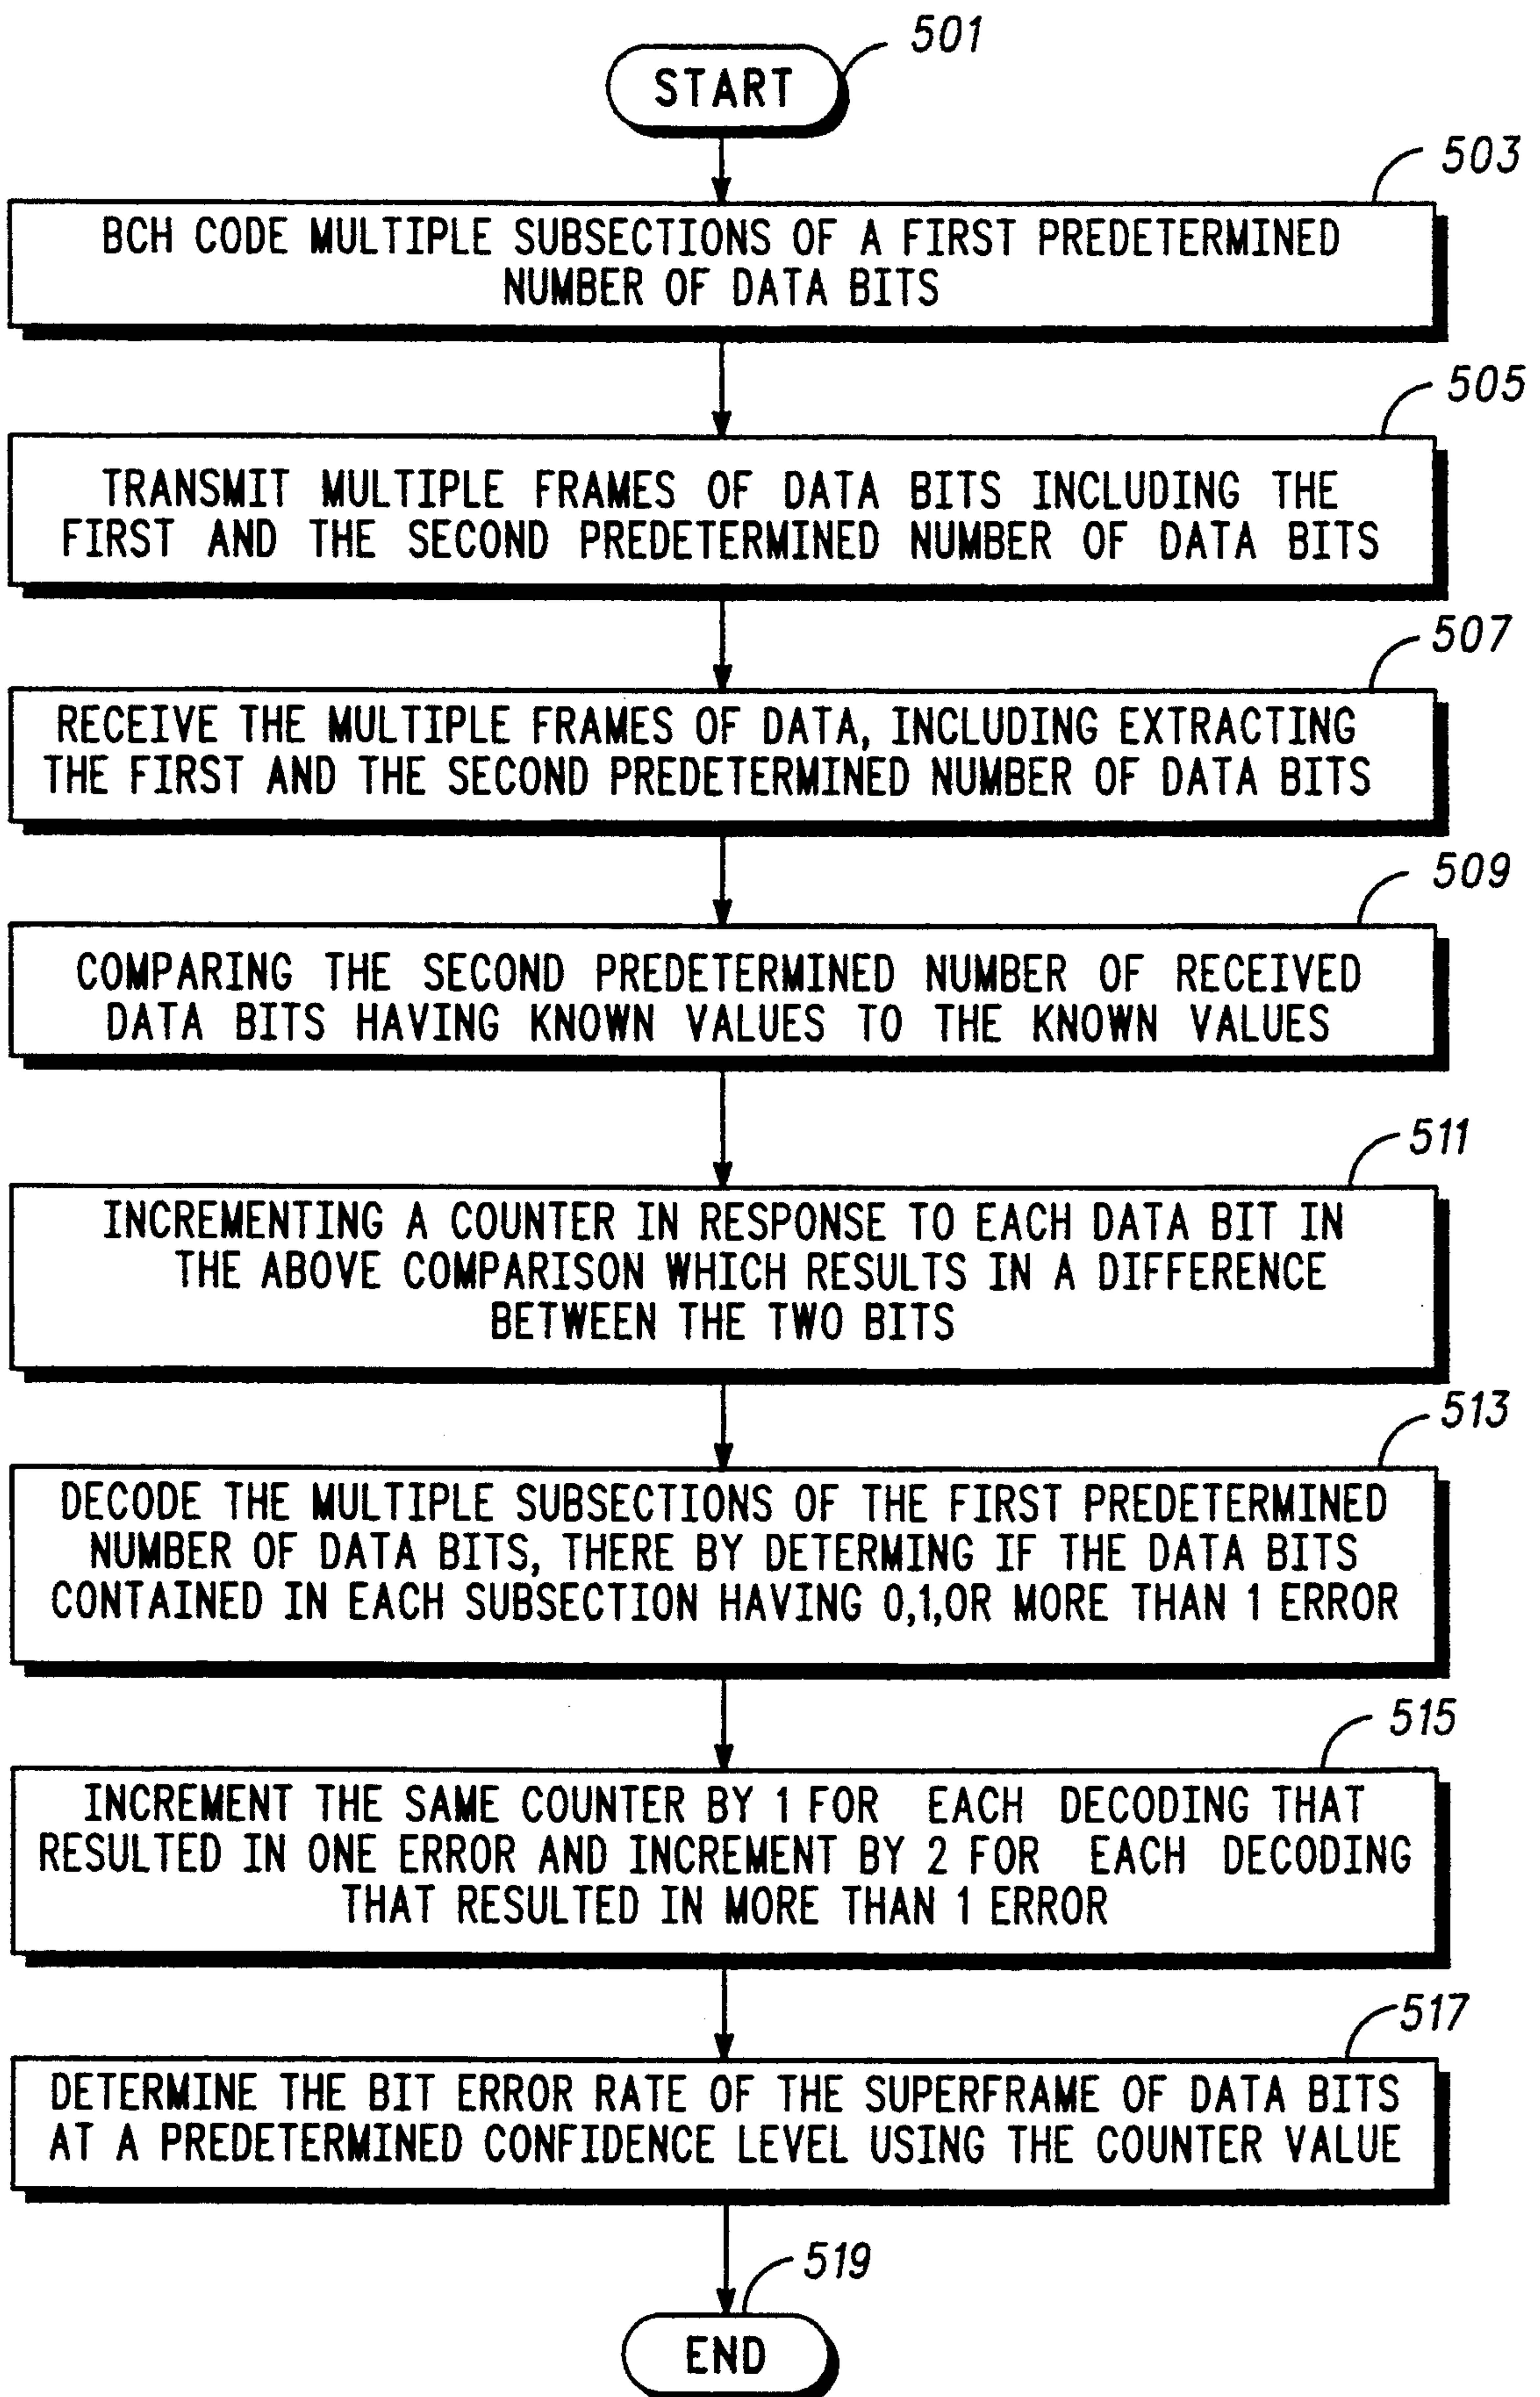 501
START
503
BCH CODE MULTIPLE SUBSECTIONS OF A FIRST PREDETERMINED
NUMBER OF DATA BITS
505
TRANSMIT MULTIPLE FRAMES OF DATA BITS INCLUDING THE
FIRST AND THE SECOND PREDETERMINED NUMBER OF DATA BITS
507
RECEIVE THE MULTIPLE FRAMES OF DATA, INCLUDING EXTRACTING
THE FIRST AND THE SECOND PREDETERMINED NUMBER OF DATA BITS
509
COMPARING THE SECOND PREDETERMINED NUMBER OF RECEIVED
DATA BITS HAVING KNOWN VALUES TO THE KNOWN VALUES
511
INCREMENTING A COUNTER IN RESPONSE TO EACH DATA BIT IN
THE ABOVE COMPARISON WHICH RESULTS IN A DIFFERENCE
BETWEEN THE TWO BITS
513
DECODE THE MULTIPLE SUBSECTIONS OF THE FIRST PREDETERMINED
NUMBER OF DATA BITS, THERE BY DETERMING IF THE DATA BITS
CONTAINED IN EACH SUBSECTION HAVING 0,1,OR MORE THAN 1 ERROR
515
INCREMENT THE SAME COUNTER BY 1 FOR EACH DECODING THAT
RESULTED IN ONE ERROR AND INCREMENT BY 2 FOR EACH DECODING
THAT RESULTED IN MORE THAN 1 ERROR
517
DETERMINE THE BIT ERROR RATE OF THE SUPERFRAME OF DATA BITS
AT A PREDETERMINED CONFIDENCE LEVEL USING THE COUNTER VALUE
519
END